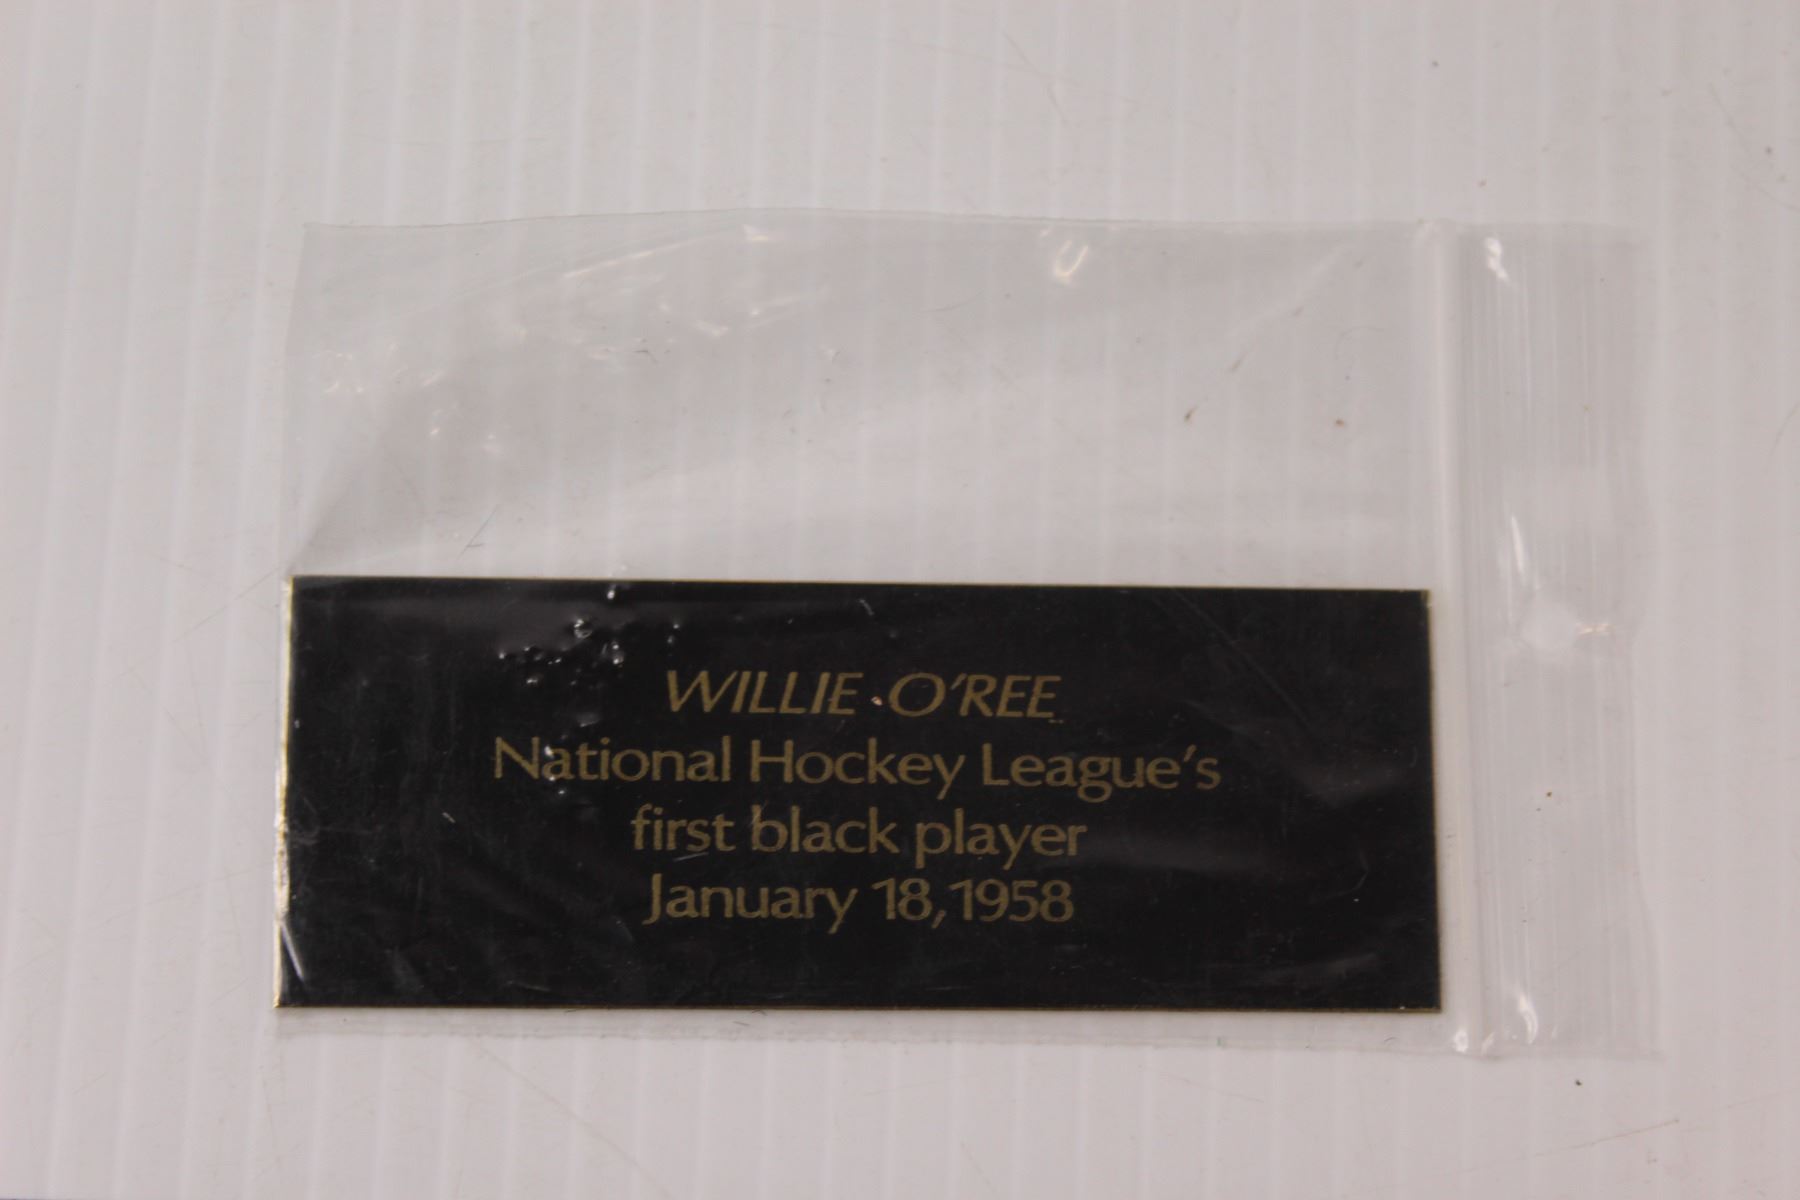 WILLIE O'REE
National Hockey League's
first black player
January 18, 1958